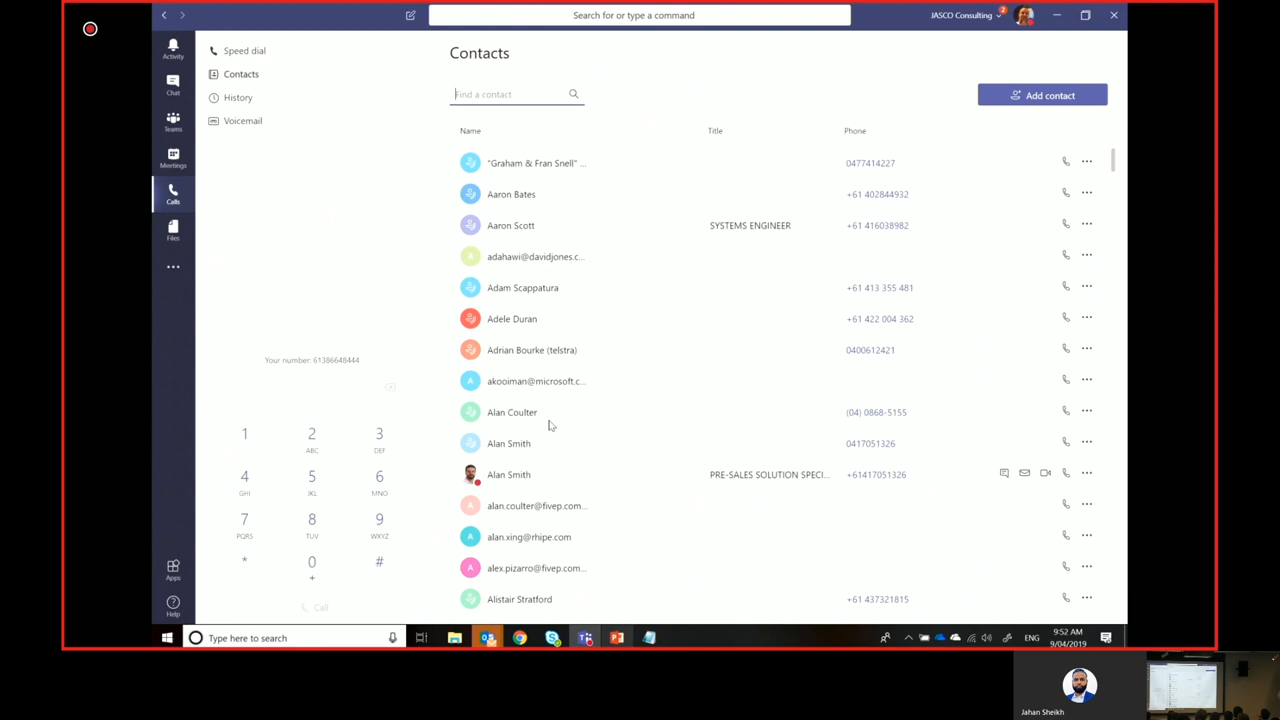 Search for or type a command
JASCO Consulting
2
Activity
Chat
Teams
Meetings
Calls
Files
Apps
Help
Speed dial
Contacts
History
Voicemail
Your number: 61386648444
1
2 ABC
3 DEF
4 GHI
5 JKL
6 MNO
7 PQRS
8 TUV
9 WXYZ
*
0 +
#
Call
Contacts
Find a contact
Add contact
Name Title Phone
"Graham & Fran Snell" ... 0477414227
Aaron Bates +61 402844932
Aaron Scott SYSTEMS ENGINEER +61 416038982
A adahawi@davidjones.c...
Adam Scappatura +61 413 355 481
Adele Duran +61 422 004 362
Adrian Bourke (telstra) 0400612421
A akooiman@microsoft.c...
Alan Coulter (04) 0868-5155
Alan Smith 0417051326
Alan Smith PRE-SALES SOLUTION SPECI... +61417051326
A alan.coulter@fivep.com...
A alan.xing@rhipe.com
A alex.pizarro@fivep.com...
Alistair Stratford +61 437321815
Type here to search
ENG
9:52 AM
9/04/2019
Jahan Sheikh